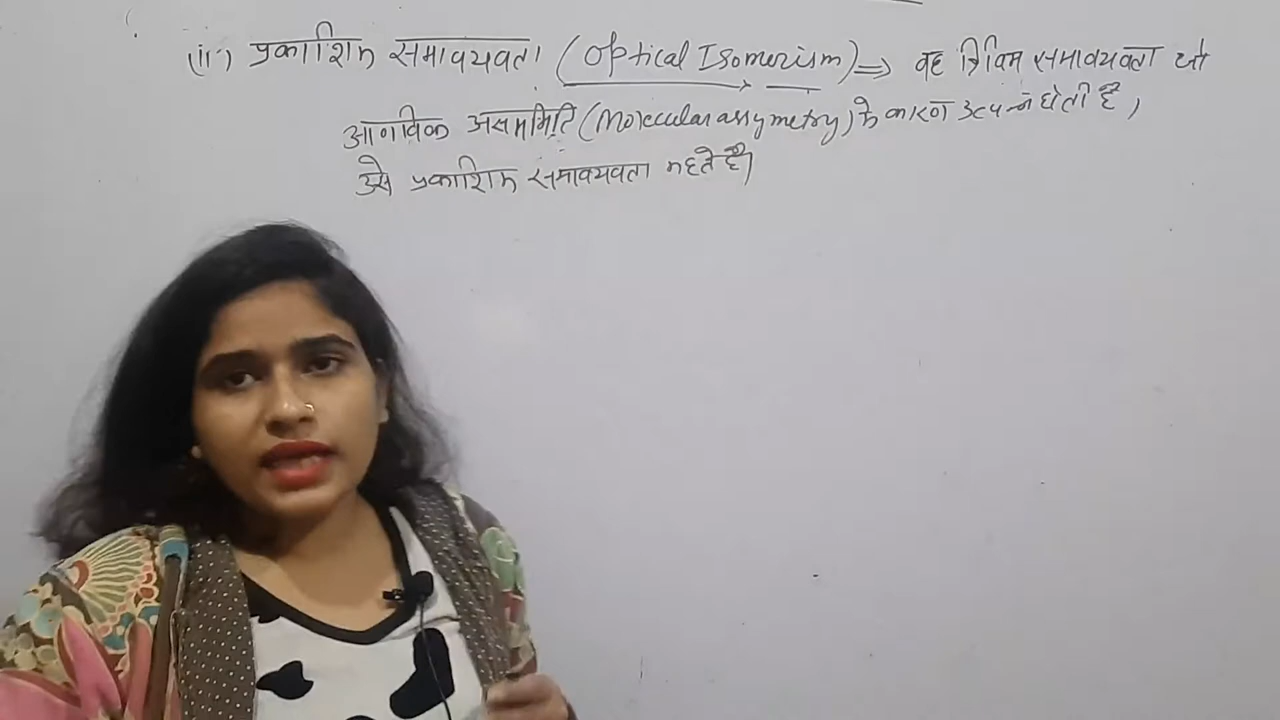 (ii) प्रकाशिक समावयवता (Optical Isomerism) ⇒ वह त्रिविम समावयवता जो
आणविक असममिति (Moleculear assymetry) के कारण उत्पन्न होती है,
उसे प्रकाशिक समावयवता कहते है।